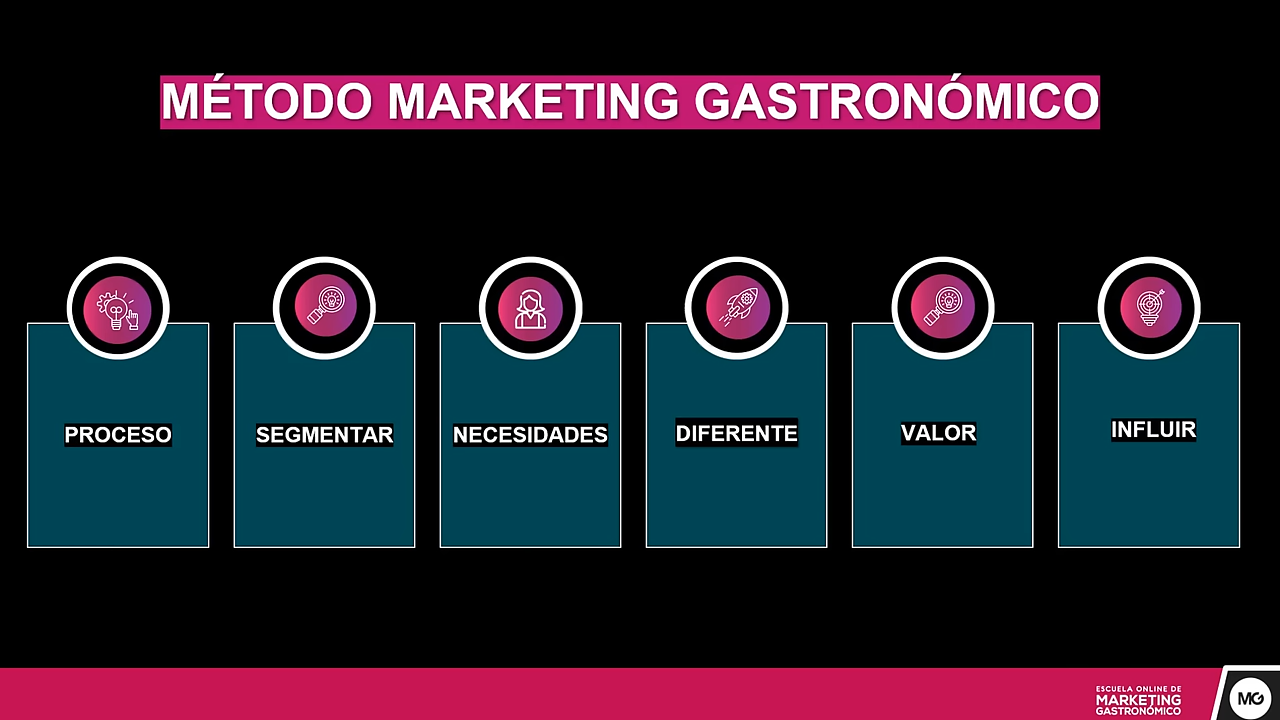 MÉTODO MARKETING GASTRONÓMICO
PROCESO
SEGMENTAR
NECESIDADES
DIFERENTE
VALOR
INFLUIR
ESCUELA ONLINE DE
MARKETING
GASTRONÓMICO
MG